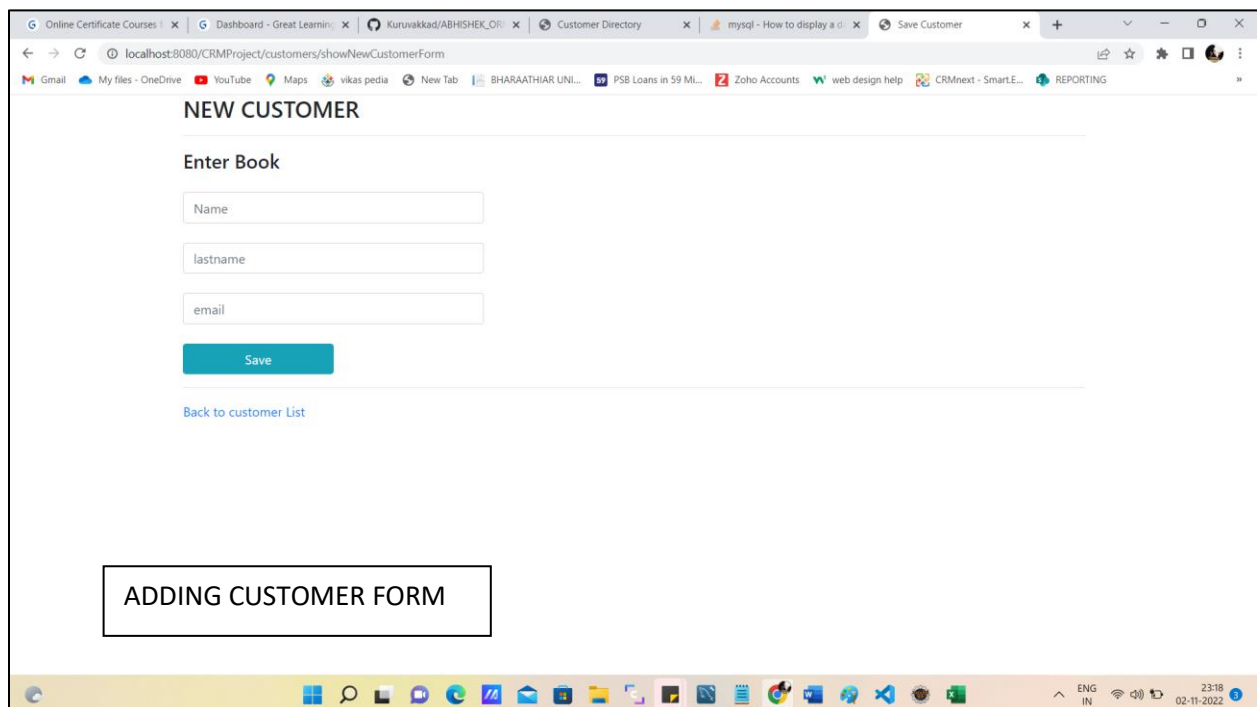 Online Certificate Courses f
Dashboard - Great Learning
Kuruvakkad/ABHISHEK_OR
Customer Directory
mysql - How to display a d
Save Customer
localhost:8080/CRMProject/customers/showNewCustomerForm
Gmail
My files - OneDrive
YouTube
Maps
vikas pedia
New Tab
BHARAATHIAR UNI...
59
PSB Loans in 59 Mi...
Zoho Accounts
web design help
CRMnext - Smart.E...
REPORTING
NEW CUSTOMER
Enter Book
Name
lastname
email
Save
Back to customer List
ADDING CUSTOMER FORM
ENG
IN
23:18
02-11-2022
3